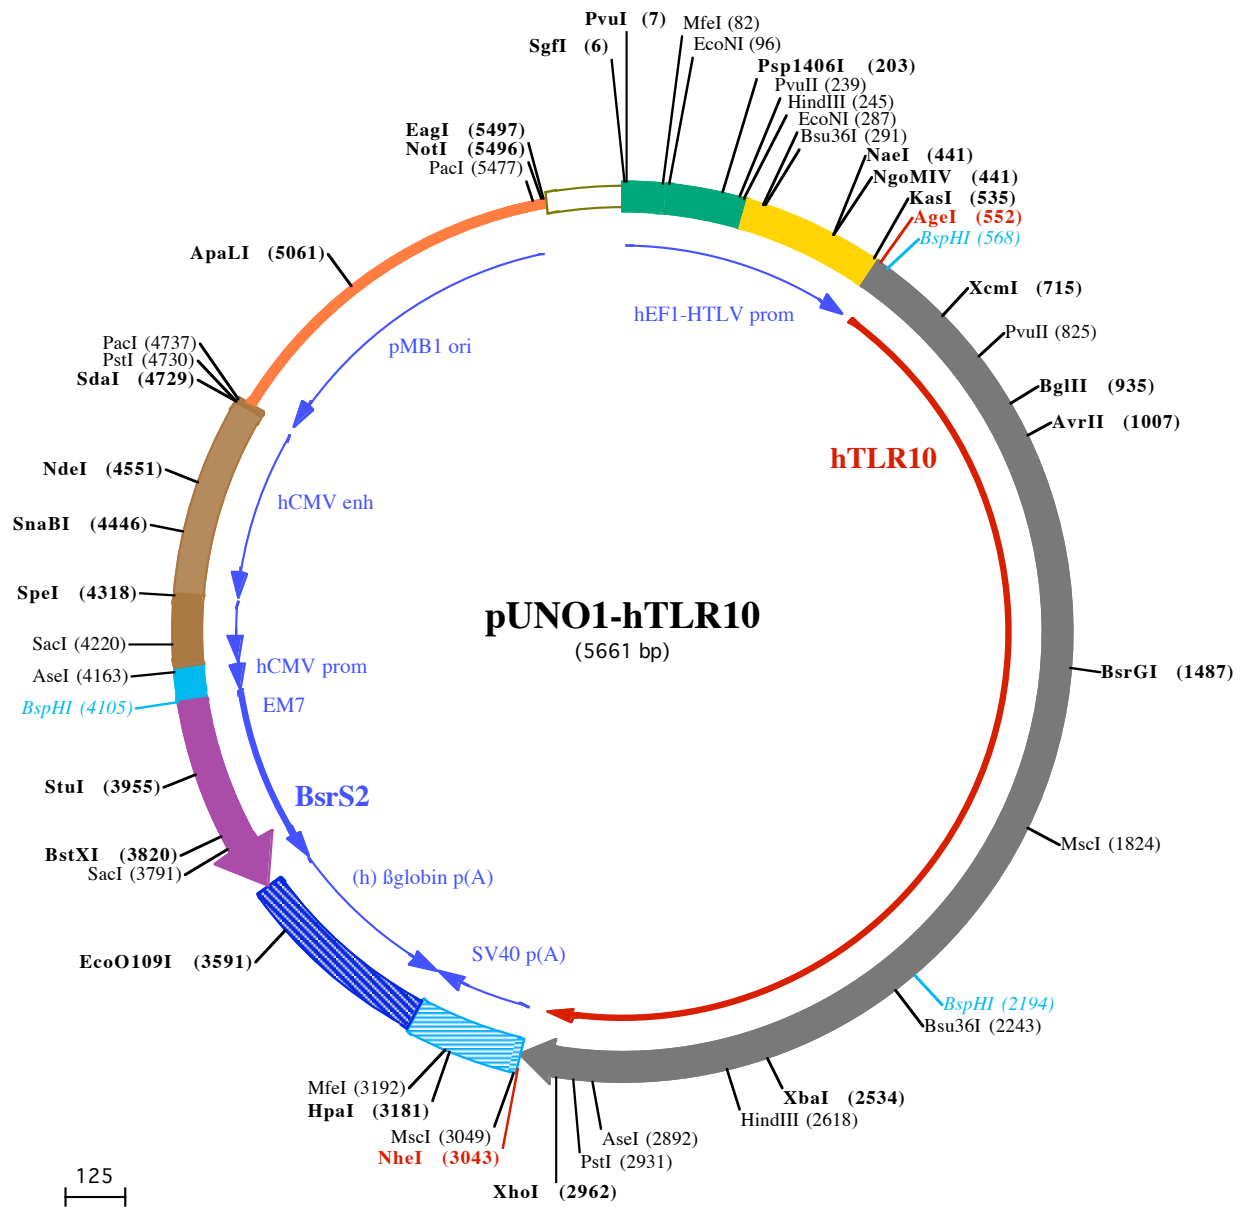 PvuI (7)
SgfI (6)
MfeI (82)
EcoNI (96)
Psp1406I (203)
PvuII (239)
HindIII (245)
EcoNI (287)
Bsu36I (291)
NaeI (441)
NgoMIV (441)
KasI (535)
AgeI (552)
BspHI (568)
XcmI (715)
PvuII (825)
BglII (935)
AvrII (1007)
BsrGI (1487)
MscI (1824)
BspHI (2194)
Bsu36I (2243)
XbaI (2534)
HindIII (2618)
AseI (2892)
PstI (2931)
XhoI (2962)
NheI (3043)
MscI (3049)
HpaI (3181)
MfeI (3192)
EcoO109I (3591)
SacI (3791)
BstXI (3820)
StuI (3955)
BspHI (4105)
AseI (4163)
SacI (4220)
SpeI (4318)
SnaBI (4446)
NdeI (4551)
SdaI (4729)
PstI (4730)
PacI (4737)
ApaLI (5061)
PacI (5477)
NotI (5496)
EagI (5497)
hEF1-HTLV prom
pMB1 ori
hTLR10
hCMV enh
pUNO1-hTLR10
(5661 bp)
hCMV prom
EM7
BsrS2
(h) ßglobin p(A)
SV40 p(A)
125